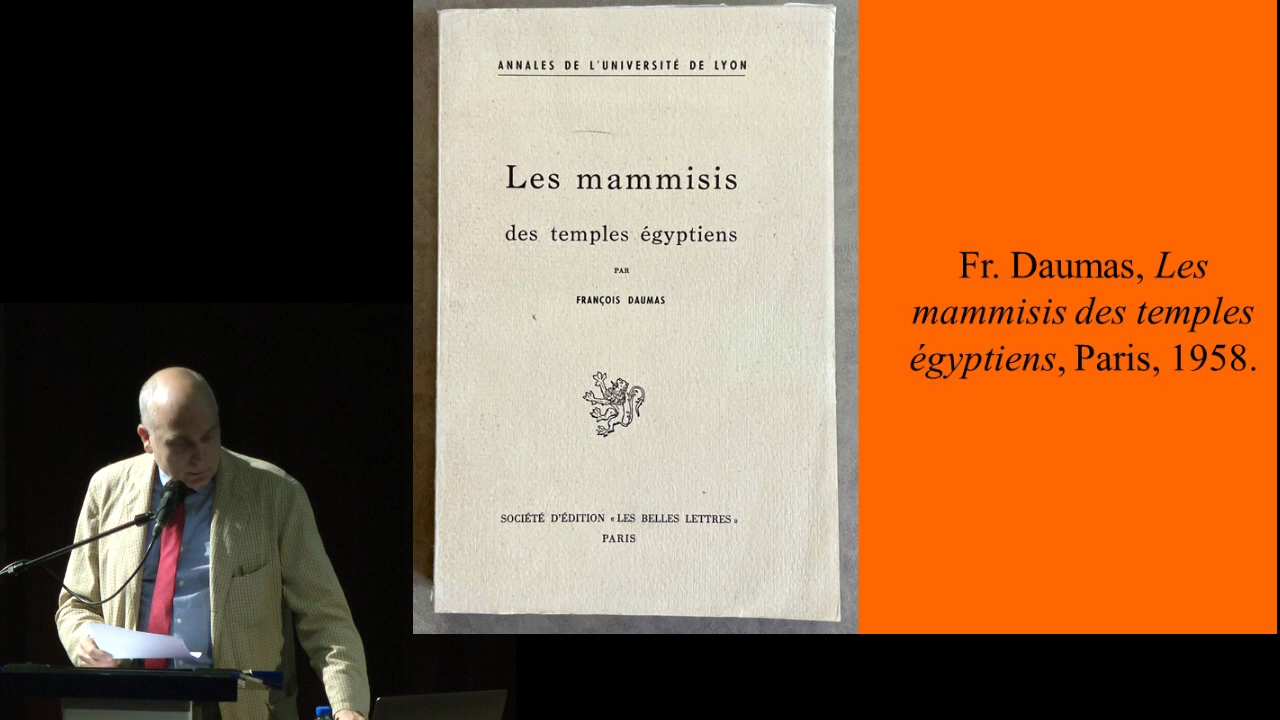 ANNALES DE L'UNIVERSITÉ DE LYON
Les mammisis
des temples égyptiens
PAR
FRANÇOIS DAUMAS
SOCIÉTÉ D'ÉDITION « LES BELLES LETTRES »
PARIS
Fr. Daumas, Les
mammisis des temples
égyptiens, Paris, 1958.